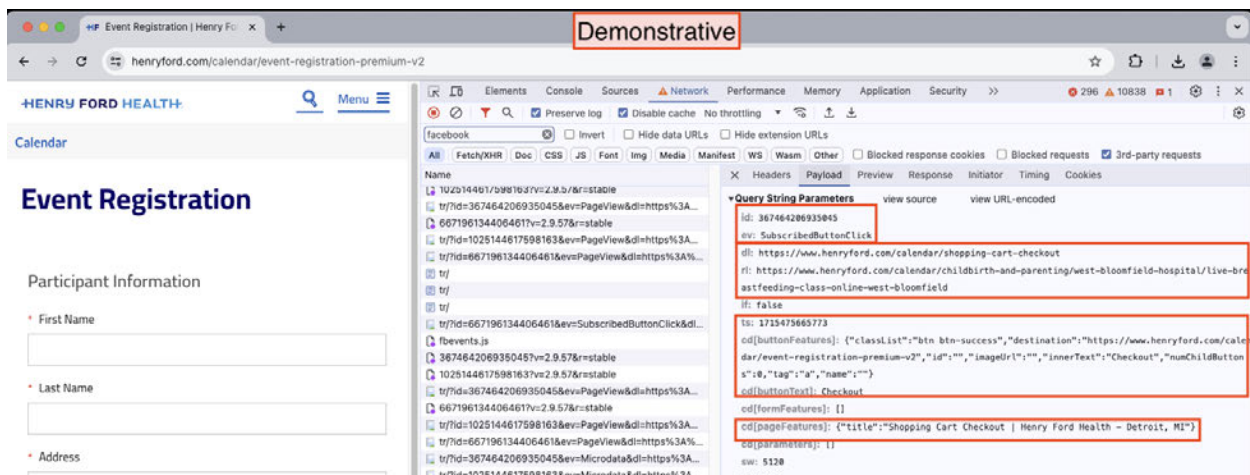 Demonstrative
Event Registration | Henry Fo
henryford.com/calendar/event-registration-premium-v2
HENRY FORD HEALTH
Menu
Calendar
Event Registration
Participant Information
* First Name
* Last Name
* Address
Elements Console Sources Network Performance Memory Application Security
296 10838 1
Preserve log Disable cache No throttling
facebook
Invert Hide data URLs Hide extension URLs
All Fetch/XHR Doc CSS JS Font Img Media Manifest WS Wasm Other Blocked response cookies Blocked requests 3rd-party requests
Name
1025144617598163?v=2.9.57&r=stable
tr/?id=367464206935045&ev=PageView&dl=https%3A...
667196134406461?v=2.9.57&r=stable
tr/?id=1025144617598163&ev=PageView&dl=https%3A...
tr/?id=667196134406461&ev=PageView&dl=https%3A%...
tr/
tr/
tr/
tr/?id=667196134406461&ev=SubscribedButtonClick&dl...
fbevents.js
367464206935045?v=2.9.57&r=stable
1025144617598163?v=2.9.57&r=stable
tr/?id=367464206935045&ev=PageView&dl=https%3A...
667196134406461?v=2.9.57&r=stable
tr/?id=1025144617598163&ev=PageView&dl=https%3A...
tr/?id=667196134406461&ev=PageView&dl=https%3A%...
tr/?id=367464206935045&ev=Microdata&dl=https%3A...
tr/?id=1025144617598163&ev=Microdata&dl=https%3A
Headers Payload Preview Response Initiator Timing Cookies
Query String Parameters view source view URL-encoded
id: 367464206935045
ev: SubscribedButtonClick
dl: https://www.henryford.com/calendar/shopping-cart-checkout
rl: https://www.henryford.com/calendar/childbirth-and-parenting/west-bloomfield-hospital/live-bre
astfeeding-class-online-west-bloomfield
if: false
ts: 1715475665773
cd[buttonFeatures]: {"classList":"btn btn-success","destination":"https://www.henryford.com/cale
dar/event-registration-premium-v2","id":"","imageUrl":"","innerText":"Checkout","numChildButton
s":0,"tag":"a","name":""}
cd[buttonText]: Checkout
cd[formFeatures]: []
cd[pageFeatures]: {"title":"Shopping Cart Checkout | Henry Ford Health - Detroit, MI"}
cd[parameters]: []
sw: 5120